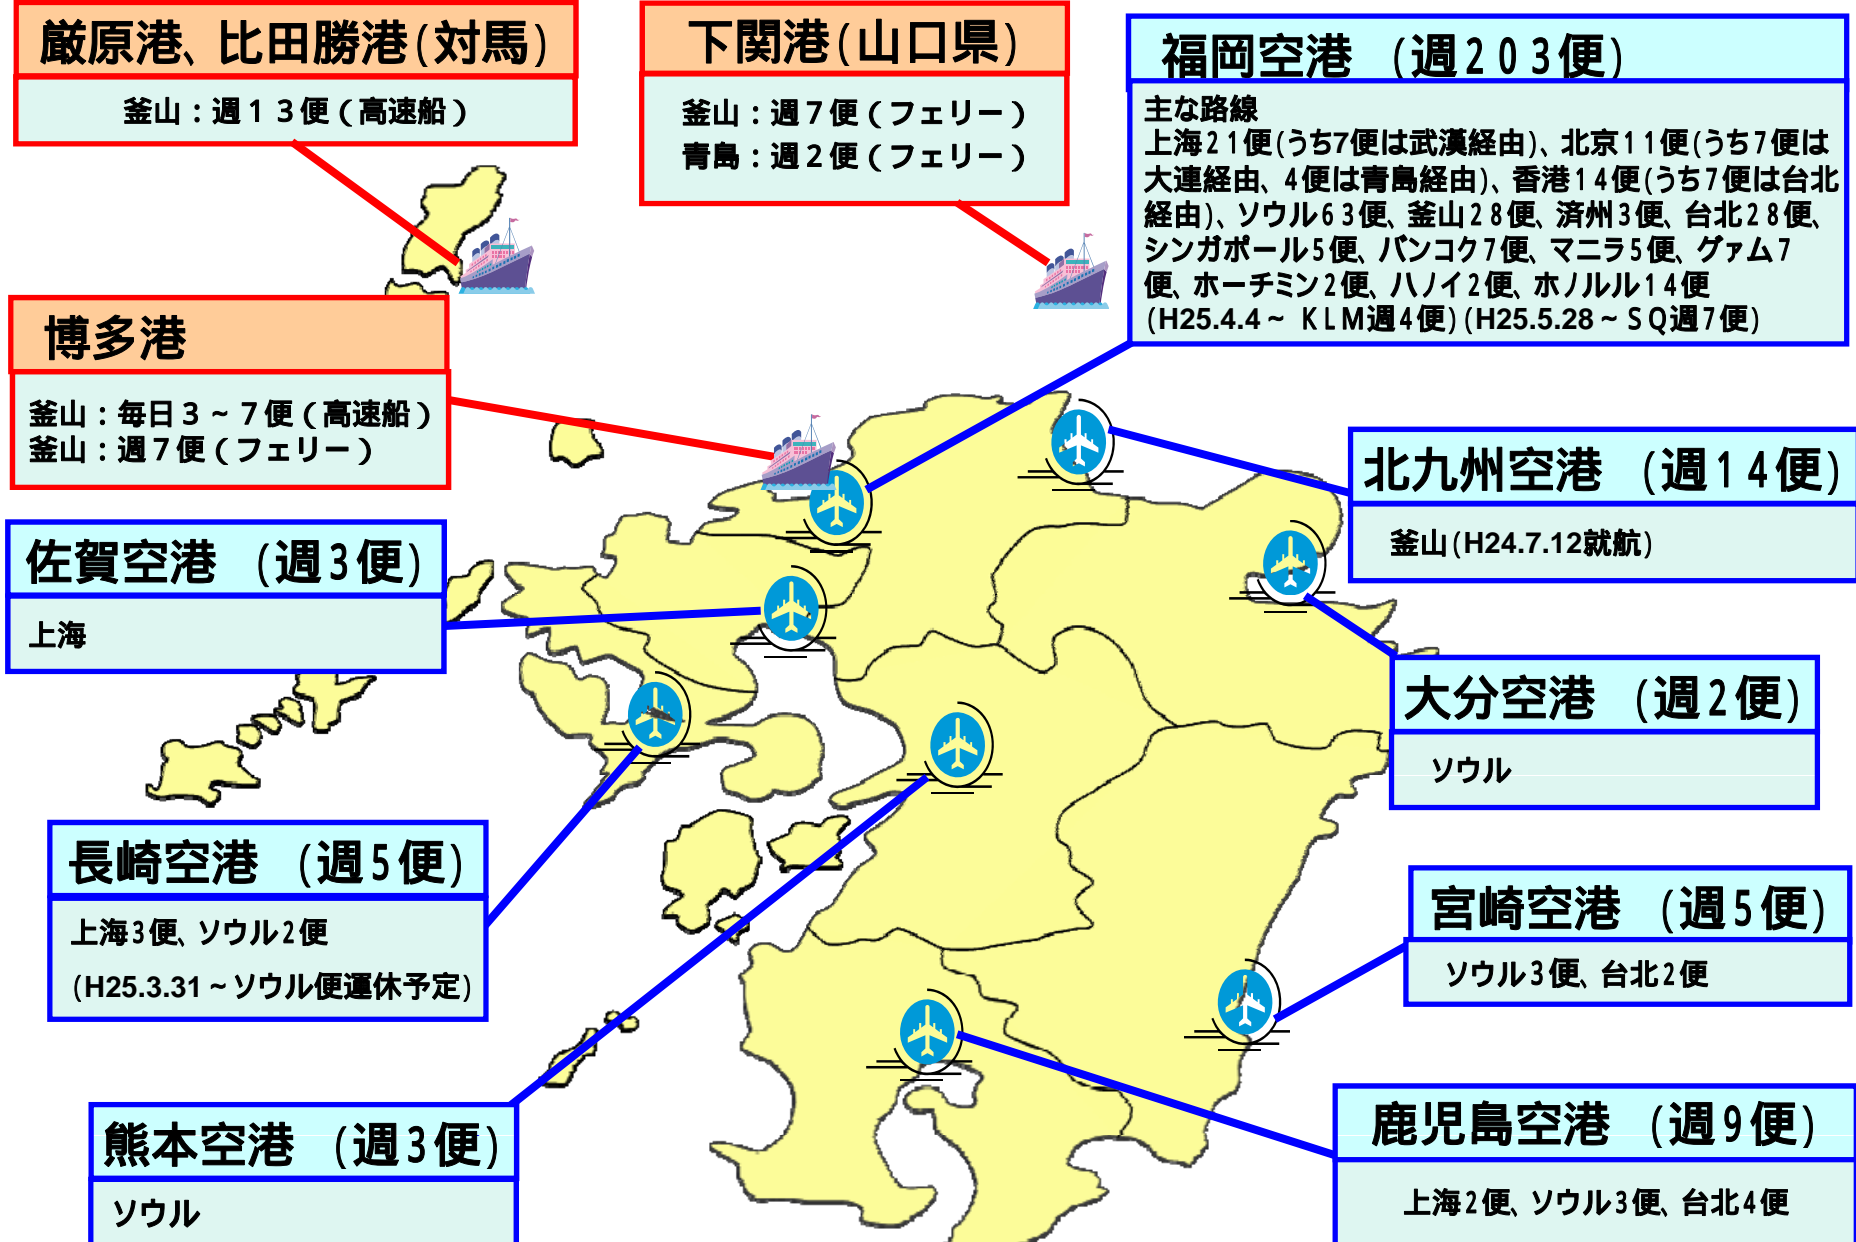 厳原港、比田勝港(対馬)
釜山：週１３便（高速船）
下関港(山口県)
釜山：週７便（フェリー）
青島：週２便（フェリー）
福岡空港 (週203便)
主な路線
上海21便(うち7便は武漢経由)、北京11便(うち7便は
大連経由、4便は青島経由)、香港14便(うち7便は台北
経由)、ソウル63便、釜山28便、済州3便、台北28便、
シンガポール5便、バンコク7便、マニラ5便、グァム7
便、ホーチミン2便、ハノイ2便、ホノルル14便
(H25.4.4～ KLM週4便)(H25.5.28～SQ週7便)
博多港
釜山：毎日３～７便（高速船）
釜山：週７便（フェリー）
北九州空港 (週14便)
釜山(H24.7.12就航)
佐賀空港 (週3便)
上海
大分空港 (週2便)
ソウル
長崎空港 (週5便)
上海3便、ソウル2便
(H25.3.31～ソウル便運休予定)
宮崎空港 (週5便)
ソウル3便、台北2便
熊本空港 (週3便)
ソウル
鹿児島空港 (週9便)
上海2便、ソウル3便、台北4便